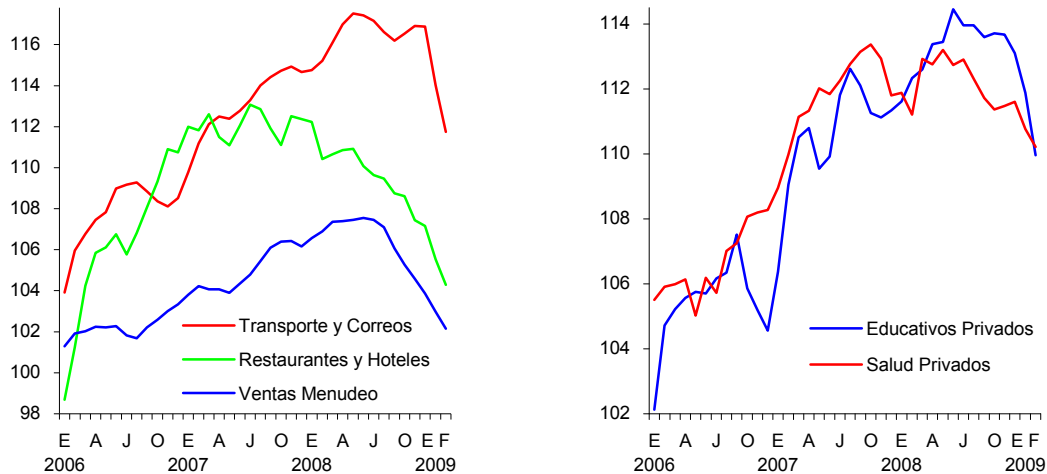 116
114
112
110
108
106
104
102
100
98
Transporte y Correos
Restaurantes y Hoteles
Ventas Menudeo
E A J O E A J O E A J O E F
2006 2007 2008 2009
114
112
110
108
106
104
102
Educativos Privados
Salud Privados
E A J O E A J O E A J O E F
2006 2007 2008 2009